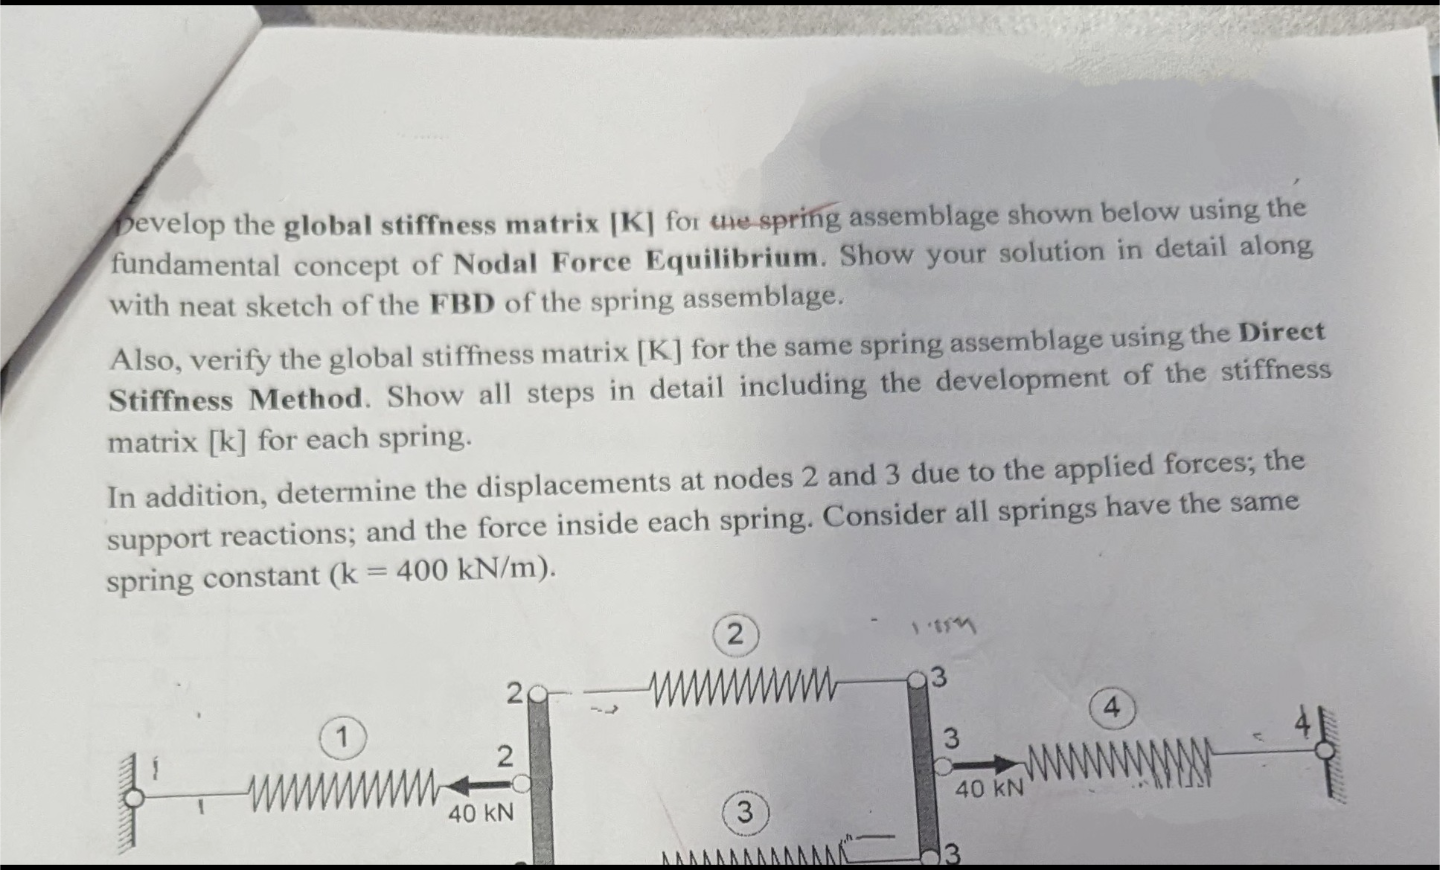 Develop the global stiffness matrix [K] for the spring assemblage shown below using the
fundamental concept of Nodal Force Equilibrium. Show your solution in detail along
with neat sketch of the FBD of the spring assemblage.
Also, verify the global stiffness matrix [K] for the same spring assemblage using the Direct
Stiffness Method. Show all steps in detail including the development of the stiffness
matrix [k] for each spring.
In addition, determine the displacements at nodes 2 and 3 due to the applied forces; the
support reactions; and the force inside each spring. Consider all springs have the same
spring constant (k = 400 kN/m).
2
2
3
4
4
1
1
2
3
40 kN
40 kN
3
3